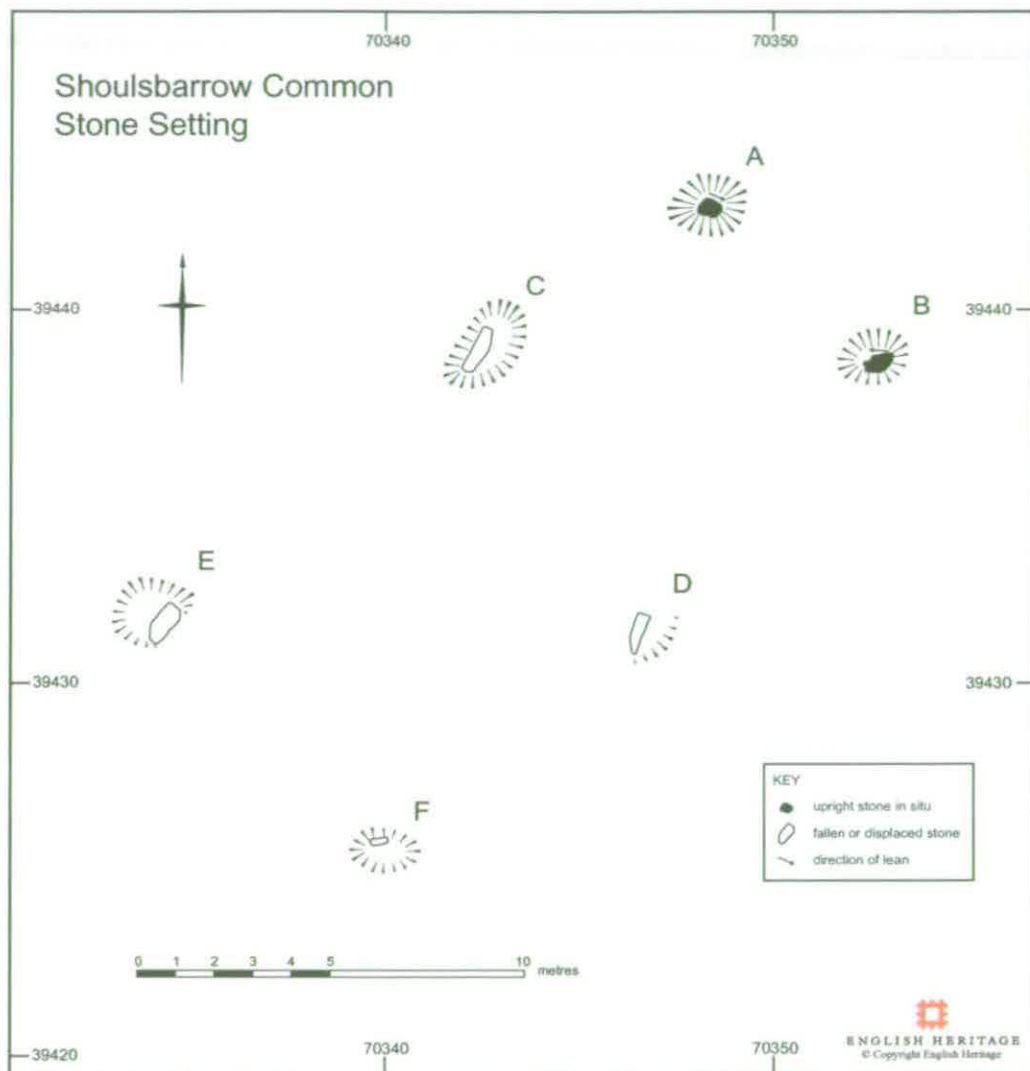 70340
70350
Shoulsbarrow Common
Stone Setting
A
C
39440
B
39440
E
D
39430
39430
KEY
upright stone in situ
fallen or displaced stone
direction of lean
F
0 1 2 3 4 5 10 metres
ENGLISH HERITAGE
© Copyright English Heritage
39420
70340
70350